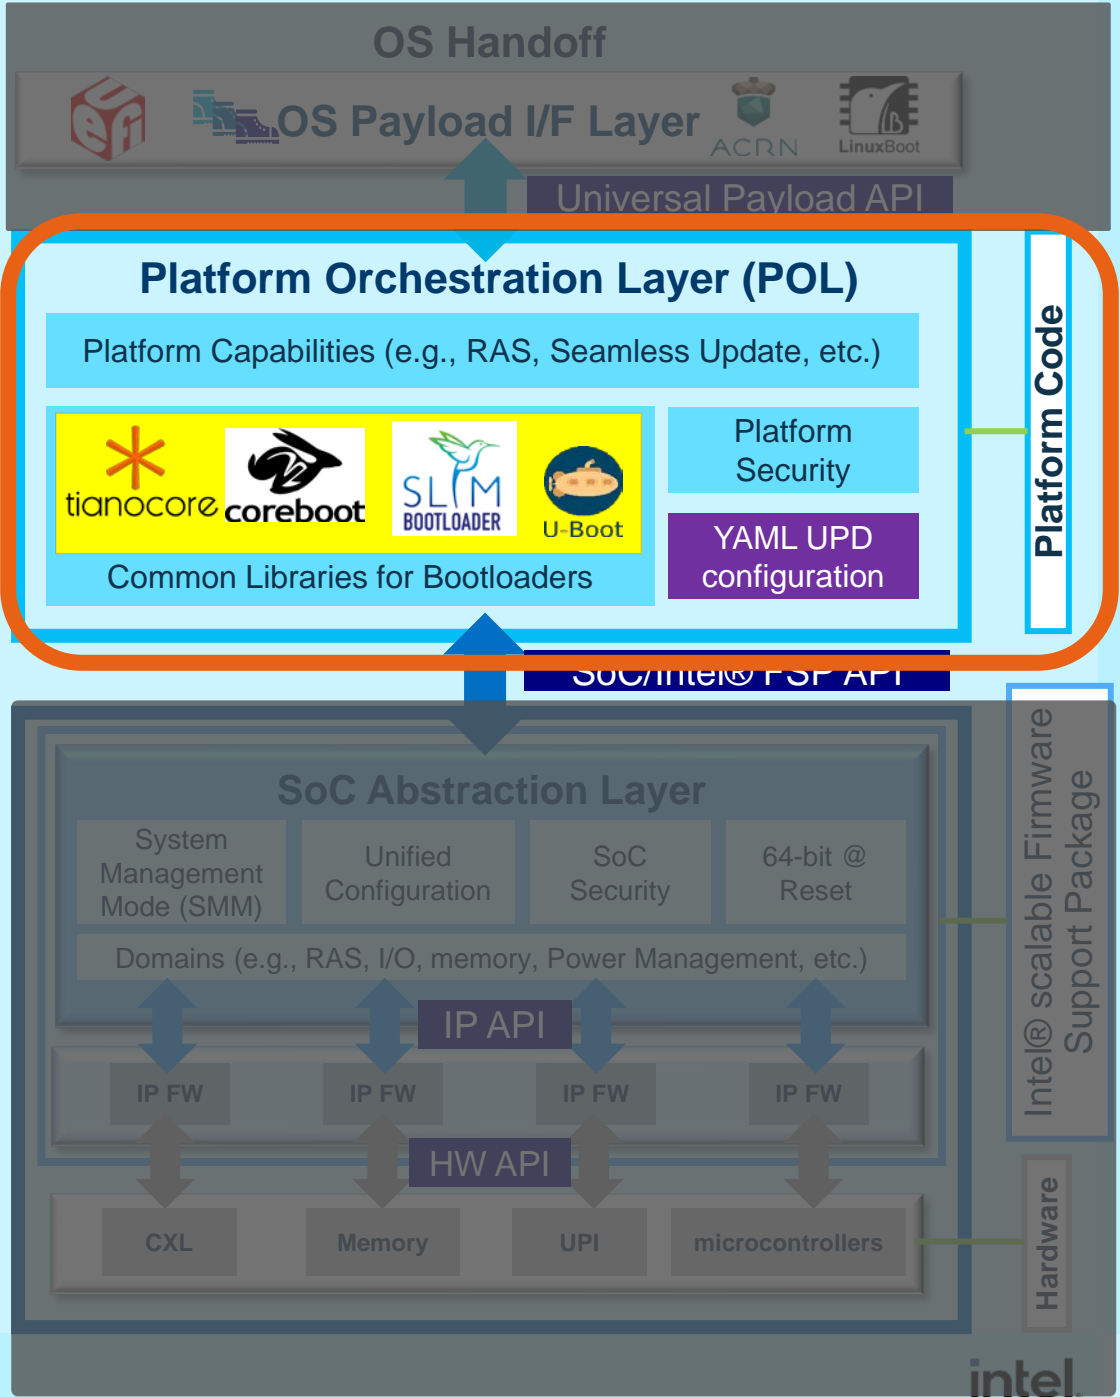 OS Handoff
uefi
OS Payload I/F Layer
ACRN
LinuxBoot
Universal Payload API
Platform Orchestration Layer (POL)
Platform Capabilities (e.g., RAS, Seamless Update, etc.)
tianocore
coreboot
SLIM
BOOTLOADER
U-Boot
Common Libraries for Bootloaders
Platform
Security
YAML UPD
configuration
Platform Code
SoC/Intel® FSP API
SoC Abstraction Layer
System
Management
Mode (SMM)
Unified
Configuration
SoC
Security
64-bit @
Reset
Domains (e.g., RAS, I/O, memory, Power Management, etc.)
IP API
IP FW
IP FW
IP FW
IP FW
HW API
CXL
Memory
UPI
microcontrollers
Intel® scalable Firmware
Support Package
Hardware
intel.